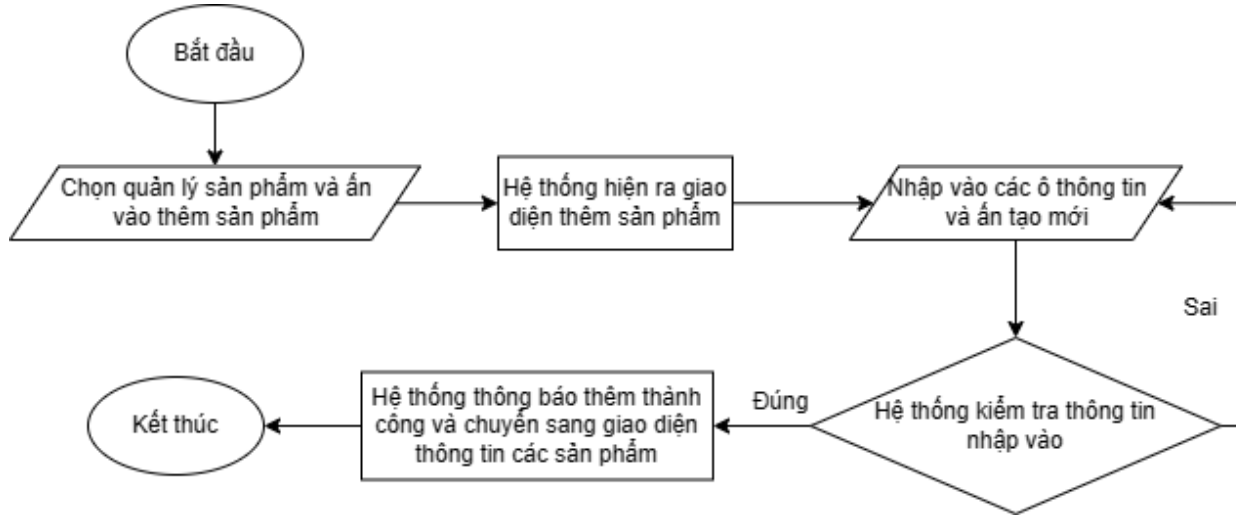 Bắt đầu
Chọn quản lý sản phẩm và ấn
vào thêm sản phẩm
Hệ thống hiện ra giao
diện thêm sản phẩm
Nhập vào các ô thông tin
và ấn tạo mới
Sai
Hệ thống kiểm tra thông tin
nhập vào
Đúng
Hệ thống thông báo thêm thành
công và chuyển sang giao diện
thông tin các sản phẩm
Kết thúc